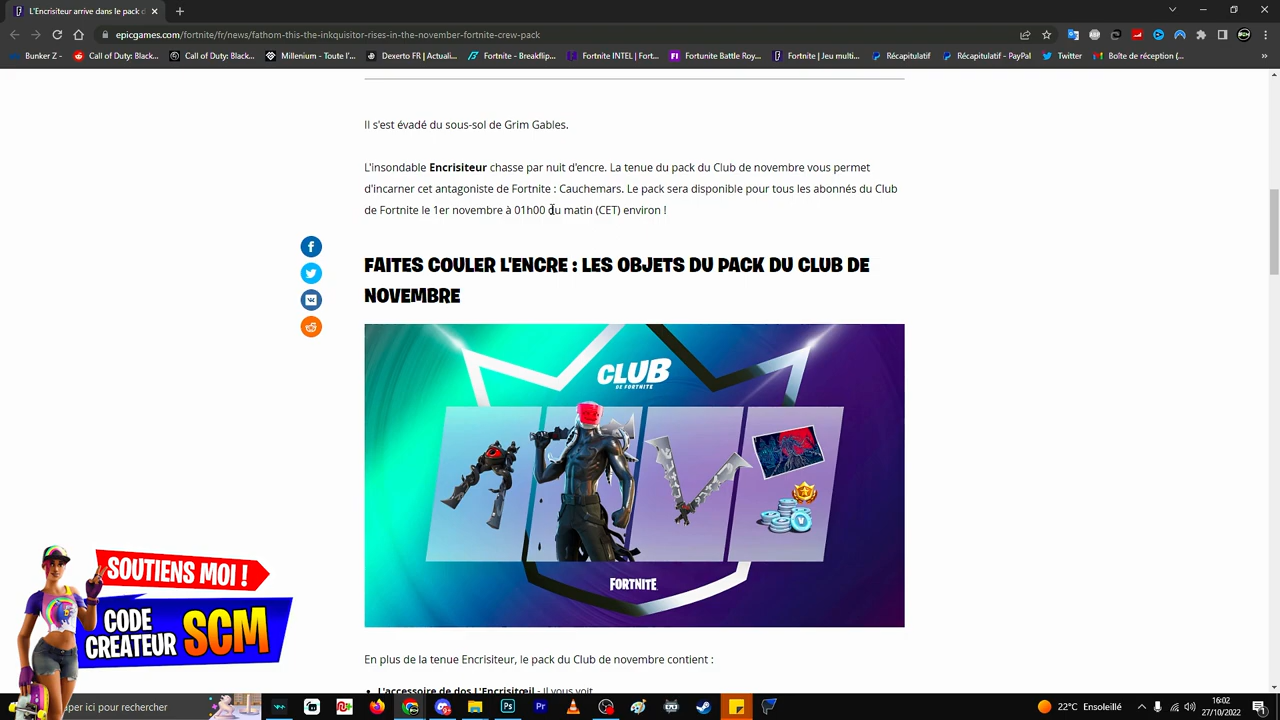 L'Encrisiteur arrive dans le pack d
epicgames.com/fortnite/fr/news/fathom-this-the-inkquisitor-rises-in-the-november-fortnite-crew-pack
Bunker Z -
Call of Duty: Black...
Call of Duty: Black...
Millenium - Toute l'...
Dexerto FR | Actuali...
Fortnite - Breakflip...
Fortnite INTEL | Fort...
Fortunite Battle Roy...
Fortnite | Jeu multi...
Récapitulatif
Récapitulatif - PayPal
Twitter
Boîte de réception (...
»
Il s'est évadé du sous-sol de Grim Gables.
L'insondable Encrisiteur chasse par nuit d'encre. La tenue du pack du Club de novembre vous permet
d'incarner cet antagoniste de Fortnite : Cauchemars. Le pack sera disponible pour tous les abonnés du Club
de Fortnite le 1er novembre à 01h00 du matin (CET) environ !
FAITES COULER L'ENCRE : LES OBJETS DU PACK DU CLUB DE
NOVEMBRE
CLUB
DE FORTNITE
FORTNITE
SOUTIENS MOI !
CODE
CRÉATEUR SCM
En plus de la tenue Encrisiteur, le pack du Club de novembre contient :
• L'accessoire de dos L'Encrisitœil - Il vous voit.
per ici pour rechercher
22°C Ensoleillé
16:02
27/10/2022